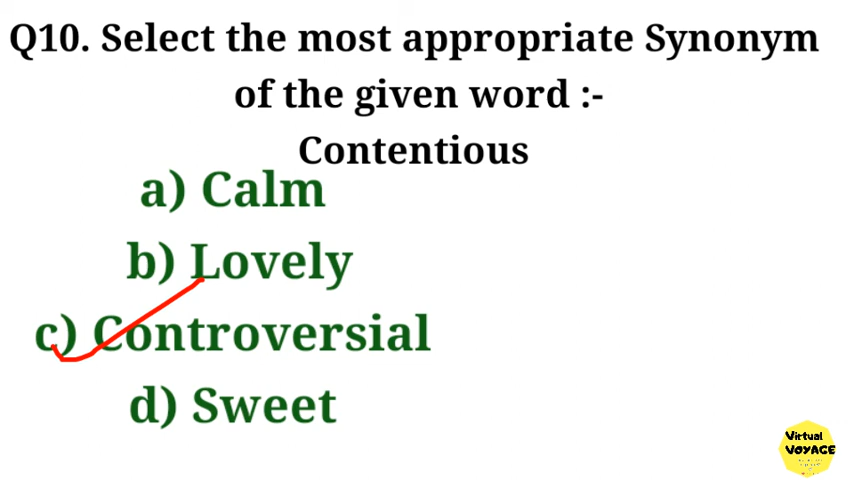 Q10. Select the most appropriate Synonym
of the given word :-
Contentious
a) Calm
b) Lovely
c) Controversial
d) Sweet
Virtual
VOYAGE